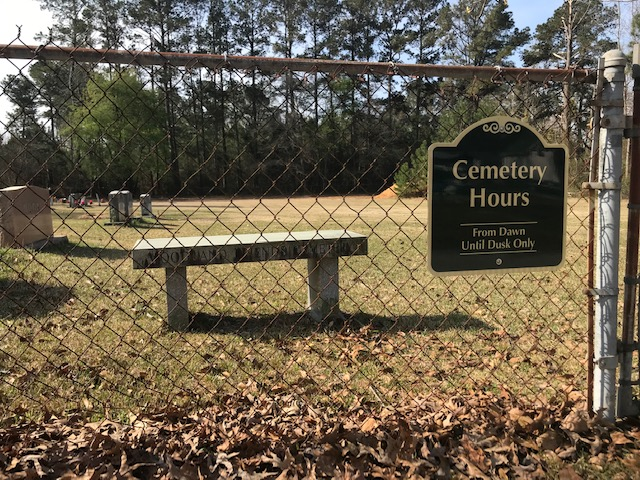 Cemetery
Hours
From Dawn
Until Dusk Only